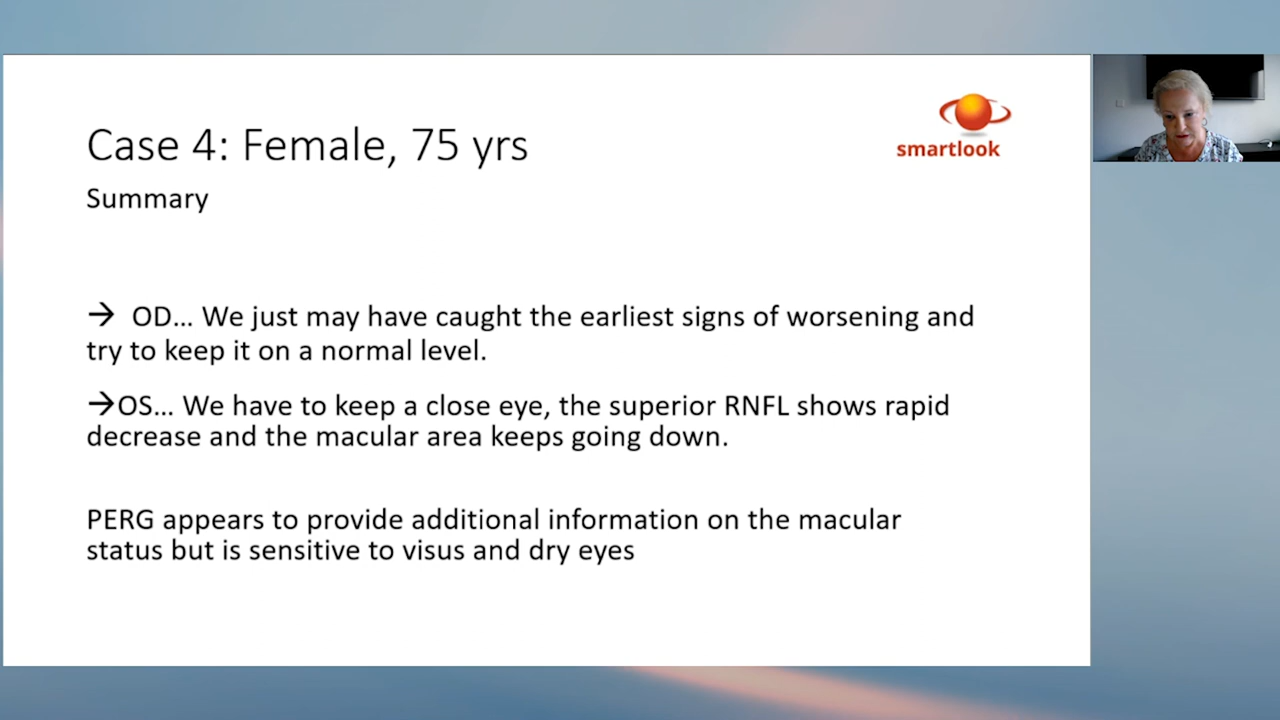 smartlook
Case 4: Female, 75 yrs
Summary
→ OD... We just may have caught the earliest signs of worsening and
try to keep it on a normal level.
→OS... We have to keep a close eye, the superior RNFL shows rapid
decrease and the macular area keeps going down.
PERG appears to provide additional information on the macular
status but is sensitive to visus and dry eyes